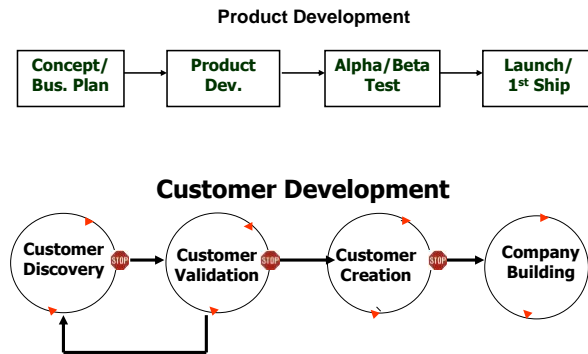 Product Development
Concept/
Bus. Plan
Product
Dev.
Alpha/Beta
Test
Launch/
1st Ship
Customer Development
Customer
Discovery
STOP
Customer
Validation
STOP
Customer
Creation
STOP
Company
Building